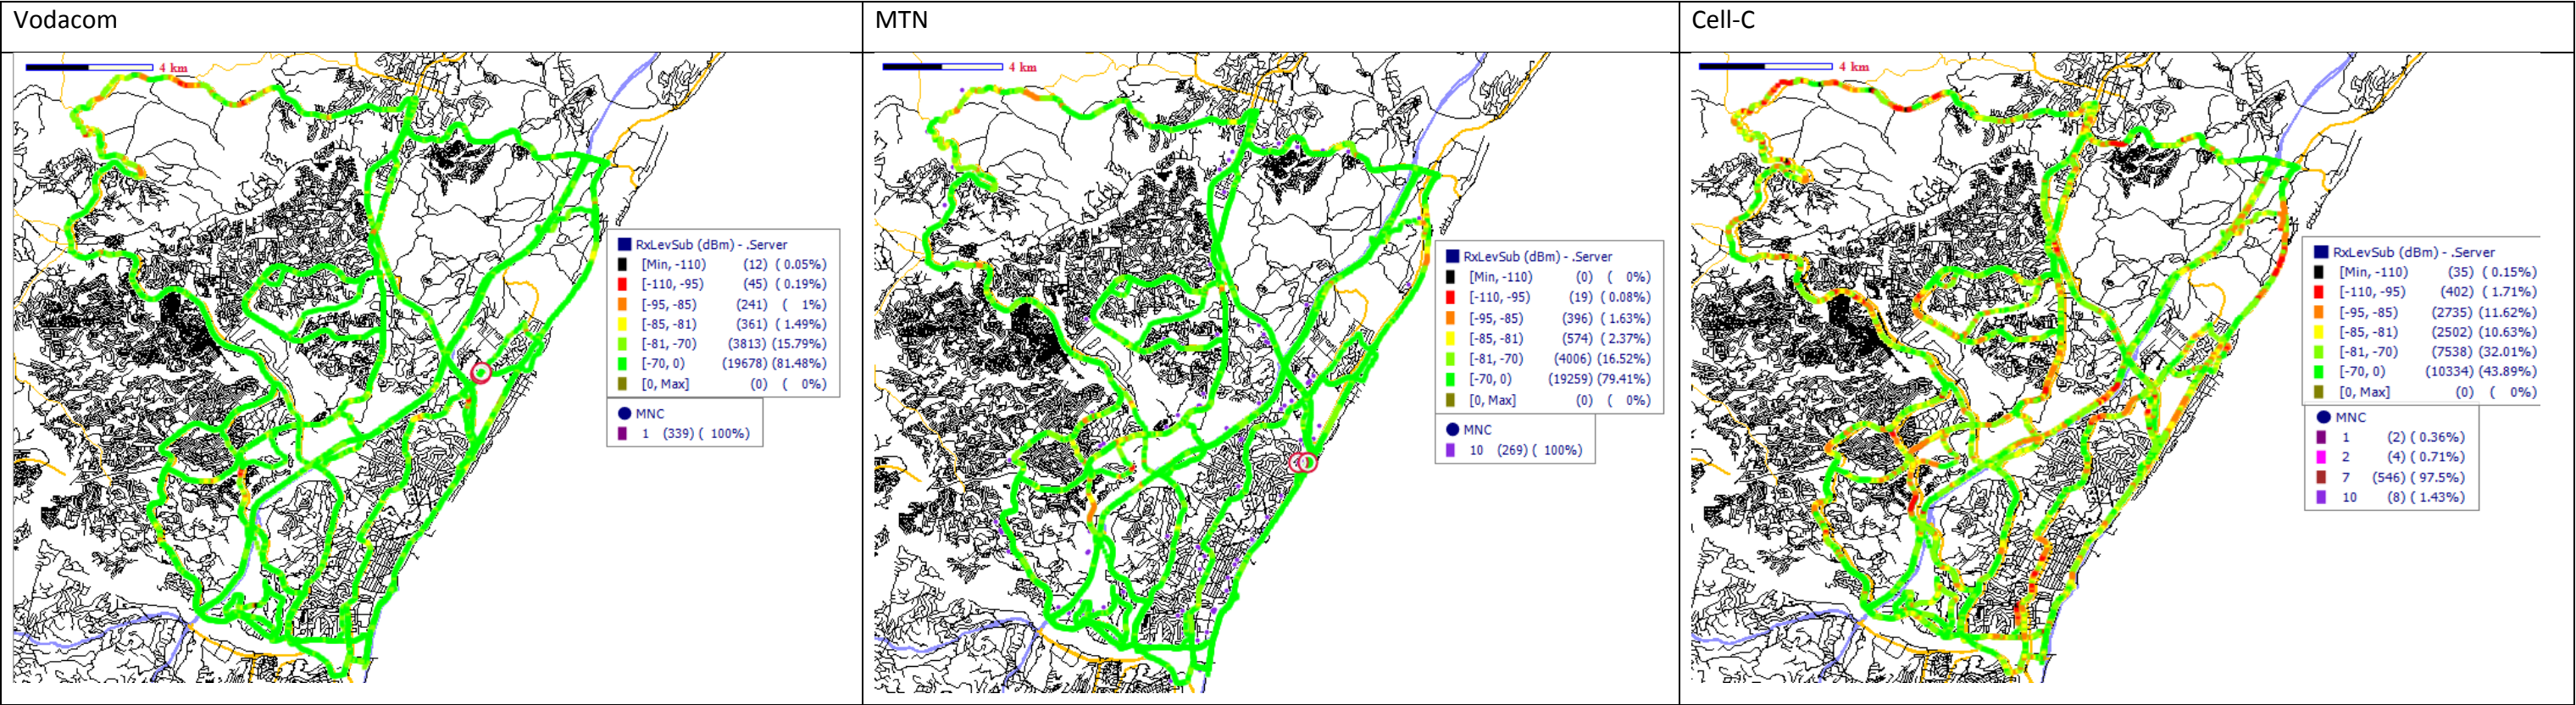 Vodacom
4 km
RxLevSub (dBm) - .Server
[Min, -110) (12) ( 0.05%)
[-110, -95) (45) ( 0.19%)
[-95, -85) (241) ( 1%)
[-85, -81) (361) ( 1.49%)
[-81, -70) (3813) (15.79%)
[-70, 0) (19678) (81.48%)
[0, Max] (0) ( 0%)
MNC
1 (339) ( 100%)
MTN
4 km
RxLevSub (dBm) - .Server
[Min, -110) (0) ( 0%)
[-110, -95) (19) ( 0.08%)
[-95, -85) (396) ( 1.63%)
[-85, -81) (574) ( 2.37%)
[-81, -70) (4006) (16.52%)
[-70, 0) (19259) (79.41%)
[0, Max] (0) ( 0%)
MNC
10 (269) ( 100%)
Cell-C
4 km
RxLevSub (dBm) - .Server
[Min, -110) (35) ( 0.15%)
[-110, -95) (402) ( 1.71%)
[-95, -85) (2735) (11.62%)
[-85, -81) (2502) (10.63%)
[-81, -70) (7538) (32.01%)
[-70, 0) (10334) (43.89%)
[0, Max] (0) ( 0%)
MNC
1 (2) ( 0.36%)
2 (4) ( 0.71%)
7 (546) ( 97.5%)
10 (8) ( 1.43%)